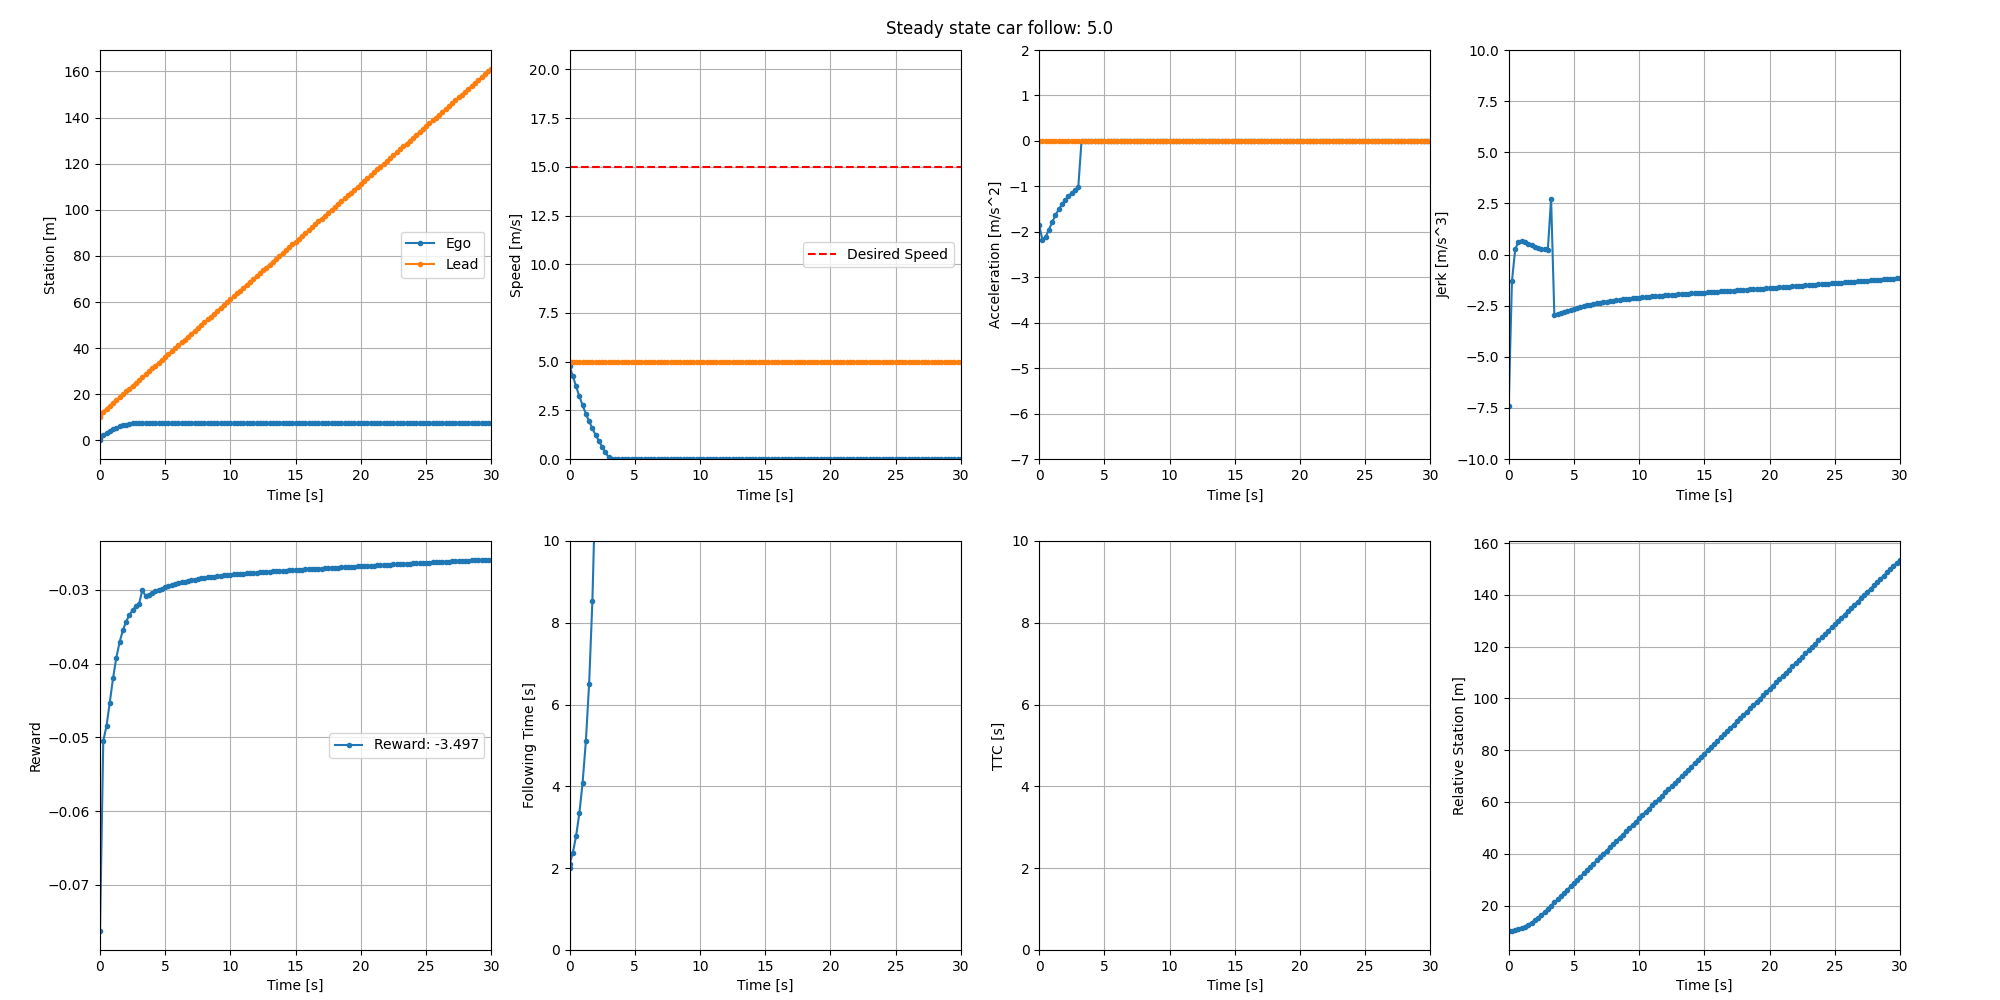 Steady state car follow: 5.0
160
140
120
100
80
60
40
20
0
Station [m]
Ego
Lead
0 5 10 15 20 25 30
Time [s]
20.0
17.5
15.0
12.5
10.0
7.5
5.0
2.5
0.0
Speed [m/s]
Desired Speed
0 5 10 15 20 25 30
Time [s]
2
1
0
−1
−2
−3
−4
−5
−6
−7
Acceleration [m/s^2]
0 5 10 15 20 25 30
Time [s]
10.0
7.5
5.0
2.5
0.0
−2.5
−5.0
−7.5
−10.0
Jerk [m/s^3]
0 5 10 15 20 25 30
Time [s]
−0.03
−0.04
−0.05
−0.06
−0.07
Reward
Reward: -3.497
0 5 10 15 20 25 30
Time [s]
10
8
6
4
2
0
Following Time [s]
0 5 10 15 20 25 30
Time [s]
10
8
6
4
2
0
TTC [s]
0 5 10 15 20 25 30
Time [s]
160
140
120
100
80
60
40
20
Relative Station [m]
0 5 10 15 20 25 30
Time [s]